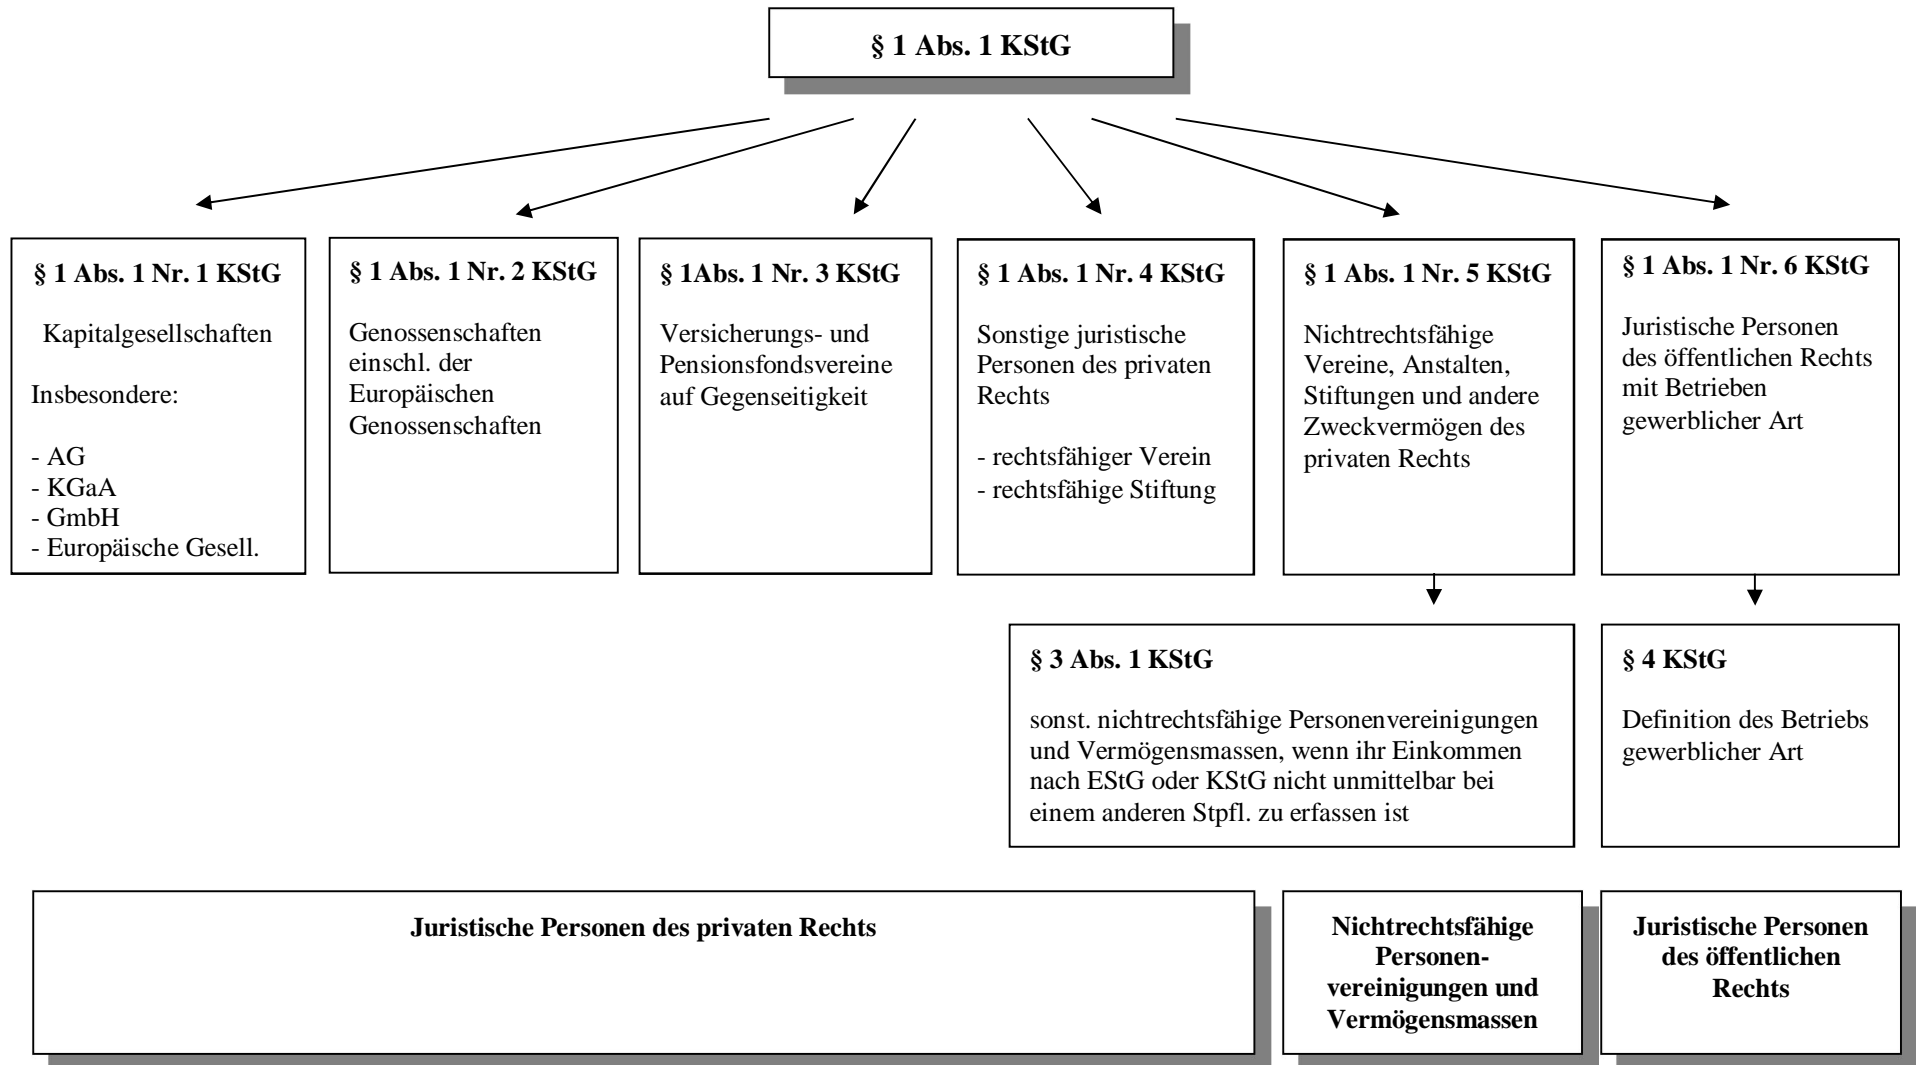 § 1 Abs. 1 KStG
§ 1 Abs. 1 Nr. 1 KStG
Kapitalgesellschaften
Insbesondere:
- AG
- KGaA
- GmbH
- Europäische Gesell.
§ 1 Abs. 1 Nr. 2 KStG
Genossenschaften
einschl. der
Europäischen
Genossenschaften
§ 1Abs. 1 Nr. 3 KStG
Versicherungs- und
Pensionsfondsvereine
auf Gegenseitigkeit
§ 1 Abs. 1 Nr. 4 KStG
Sonstige juristische
Personen des privaten
Rechts
- rechtsfähiger Verein
- rechtsfähige Stiftung
§ 1 Abs. 1 Nr. 5 KStG
Nichtrechtsfähige
Vereine, Anstalten,
Stiftungen und andere
Zweckvermögen des
privaten Rechts
§ 1 Abs. 1 Nr. 6 KStG
Juristische Personen
des öffentlichen Rechts
mit Betrieben
gewerblicher Art
§ 3 Abs. 1 KStG
sonst. nichtrechtsfähige Personenvereinigungen
und Vermögensmassen, wenn ihr Einkommen
nach EStG oder KStG nicht unmittelbar bei
einem anderen Stpfl. zu erfassen ist
§ 4 KStG
Definition des Betriebs
gewerblicher Art
Juristische Personen des privaten Rechts
Nichtrechtsfähige
Personen-
vereinigungen und
Vermögensmassen
Juristische Personen
des öffentlichen
Rechts